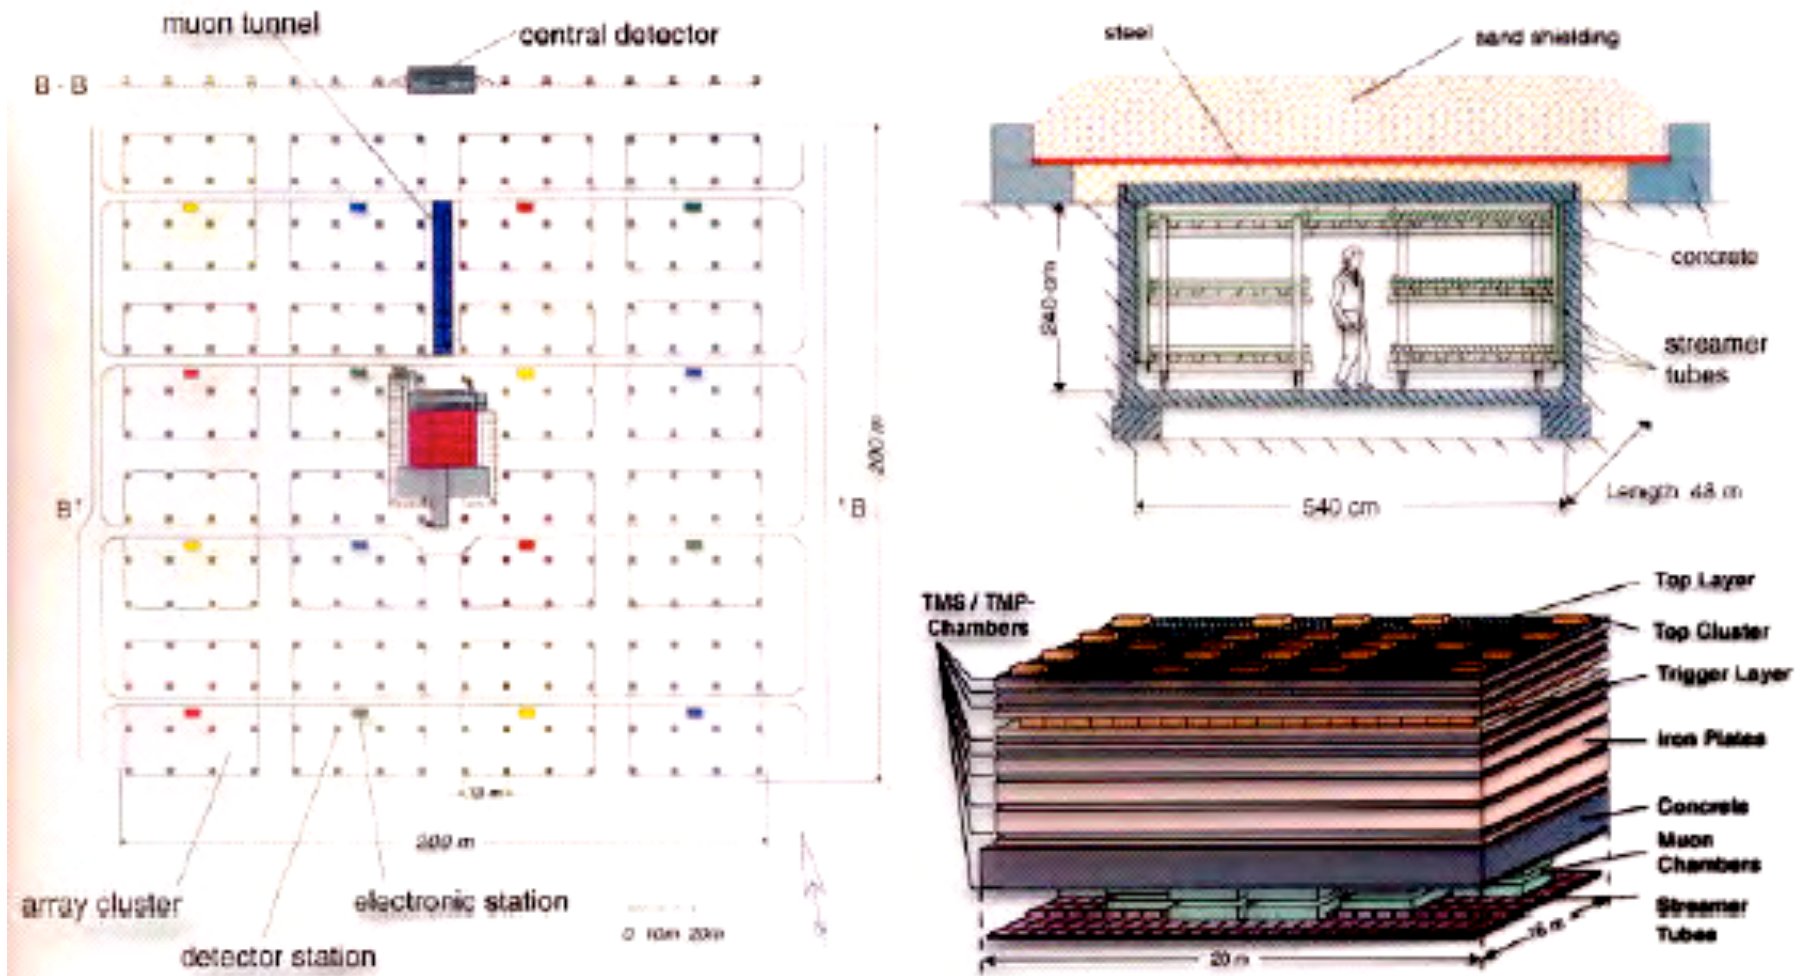 muon tunnel
central detector
B - B
200 m
B'
'B
200 m
array cluster
electronic station
detector station
0 10m 20m
steel
sand shielding
concrete
240 cm
streamer
tubes
540 cm
Length 48 m
TMS / TMP-
Chambers
Top Layer
Top Cluster
Trigger Layer
Iron Plates
Concrete
Muon
Chambers
Streamer
Tubes
20 m
16 m